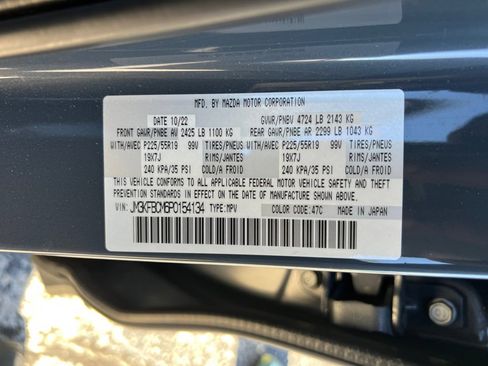 MFD. BY MAZDA MOTOR CORPORATION
DATE 10/22 GVWR/PNBV 4724 LB 2143 KG
FRONT GAWR/PNBE AV 2425 LB 1100 KG REAR GAWR/PNBE AR 2299 LB 1043 KG
WITH/AVEC P225/55R19 99V TIRES/PNEUS WITH/AVEC P225/55R19 99V TIRES/PNEUS
19X7J RIMS/JANTES 19X7J RIMS/JANTES
240 KPA/35 PSI COLD/A FROID 240 KPA/35 PSI COLD/A FROID
THIS VEHICLE CONFORMS TO ALL APPLICABLE FEDERAL MOTOR VEHICLE SAFETY AND THEFT
PREVENTION STANDARDS IN EFFECT ON THE DATE OF MANUFACTURE SHOWN ABOVE.
JM3KFBCM6P0154134 TYPE:MPV COLOR CODE:47C MADE IN JAPAN